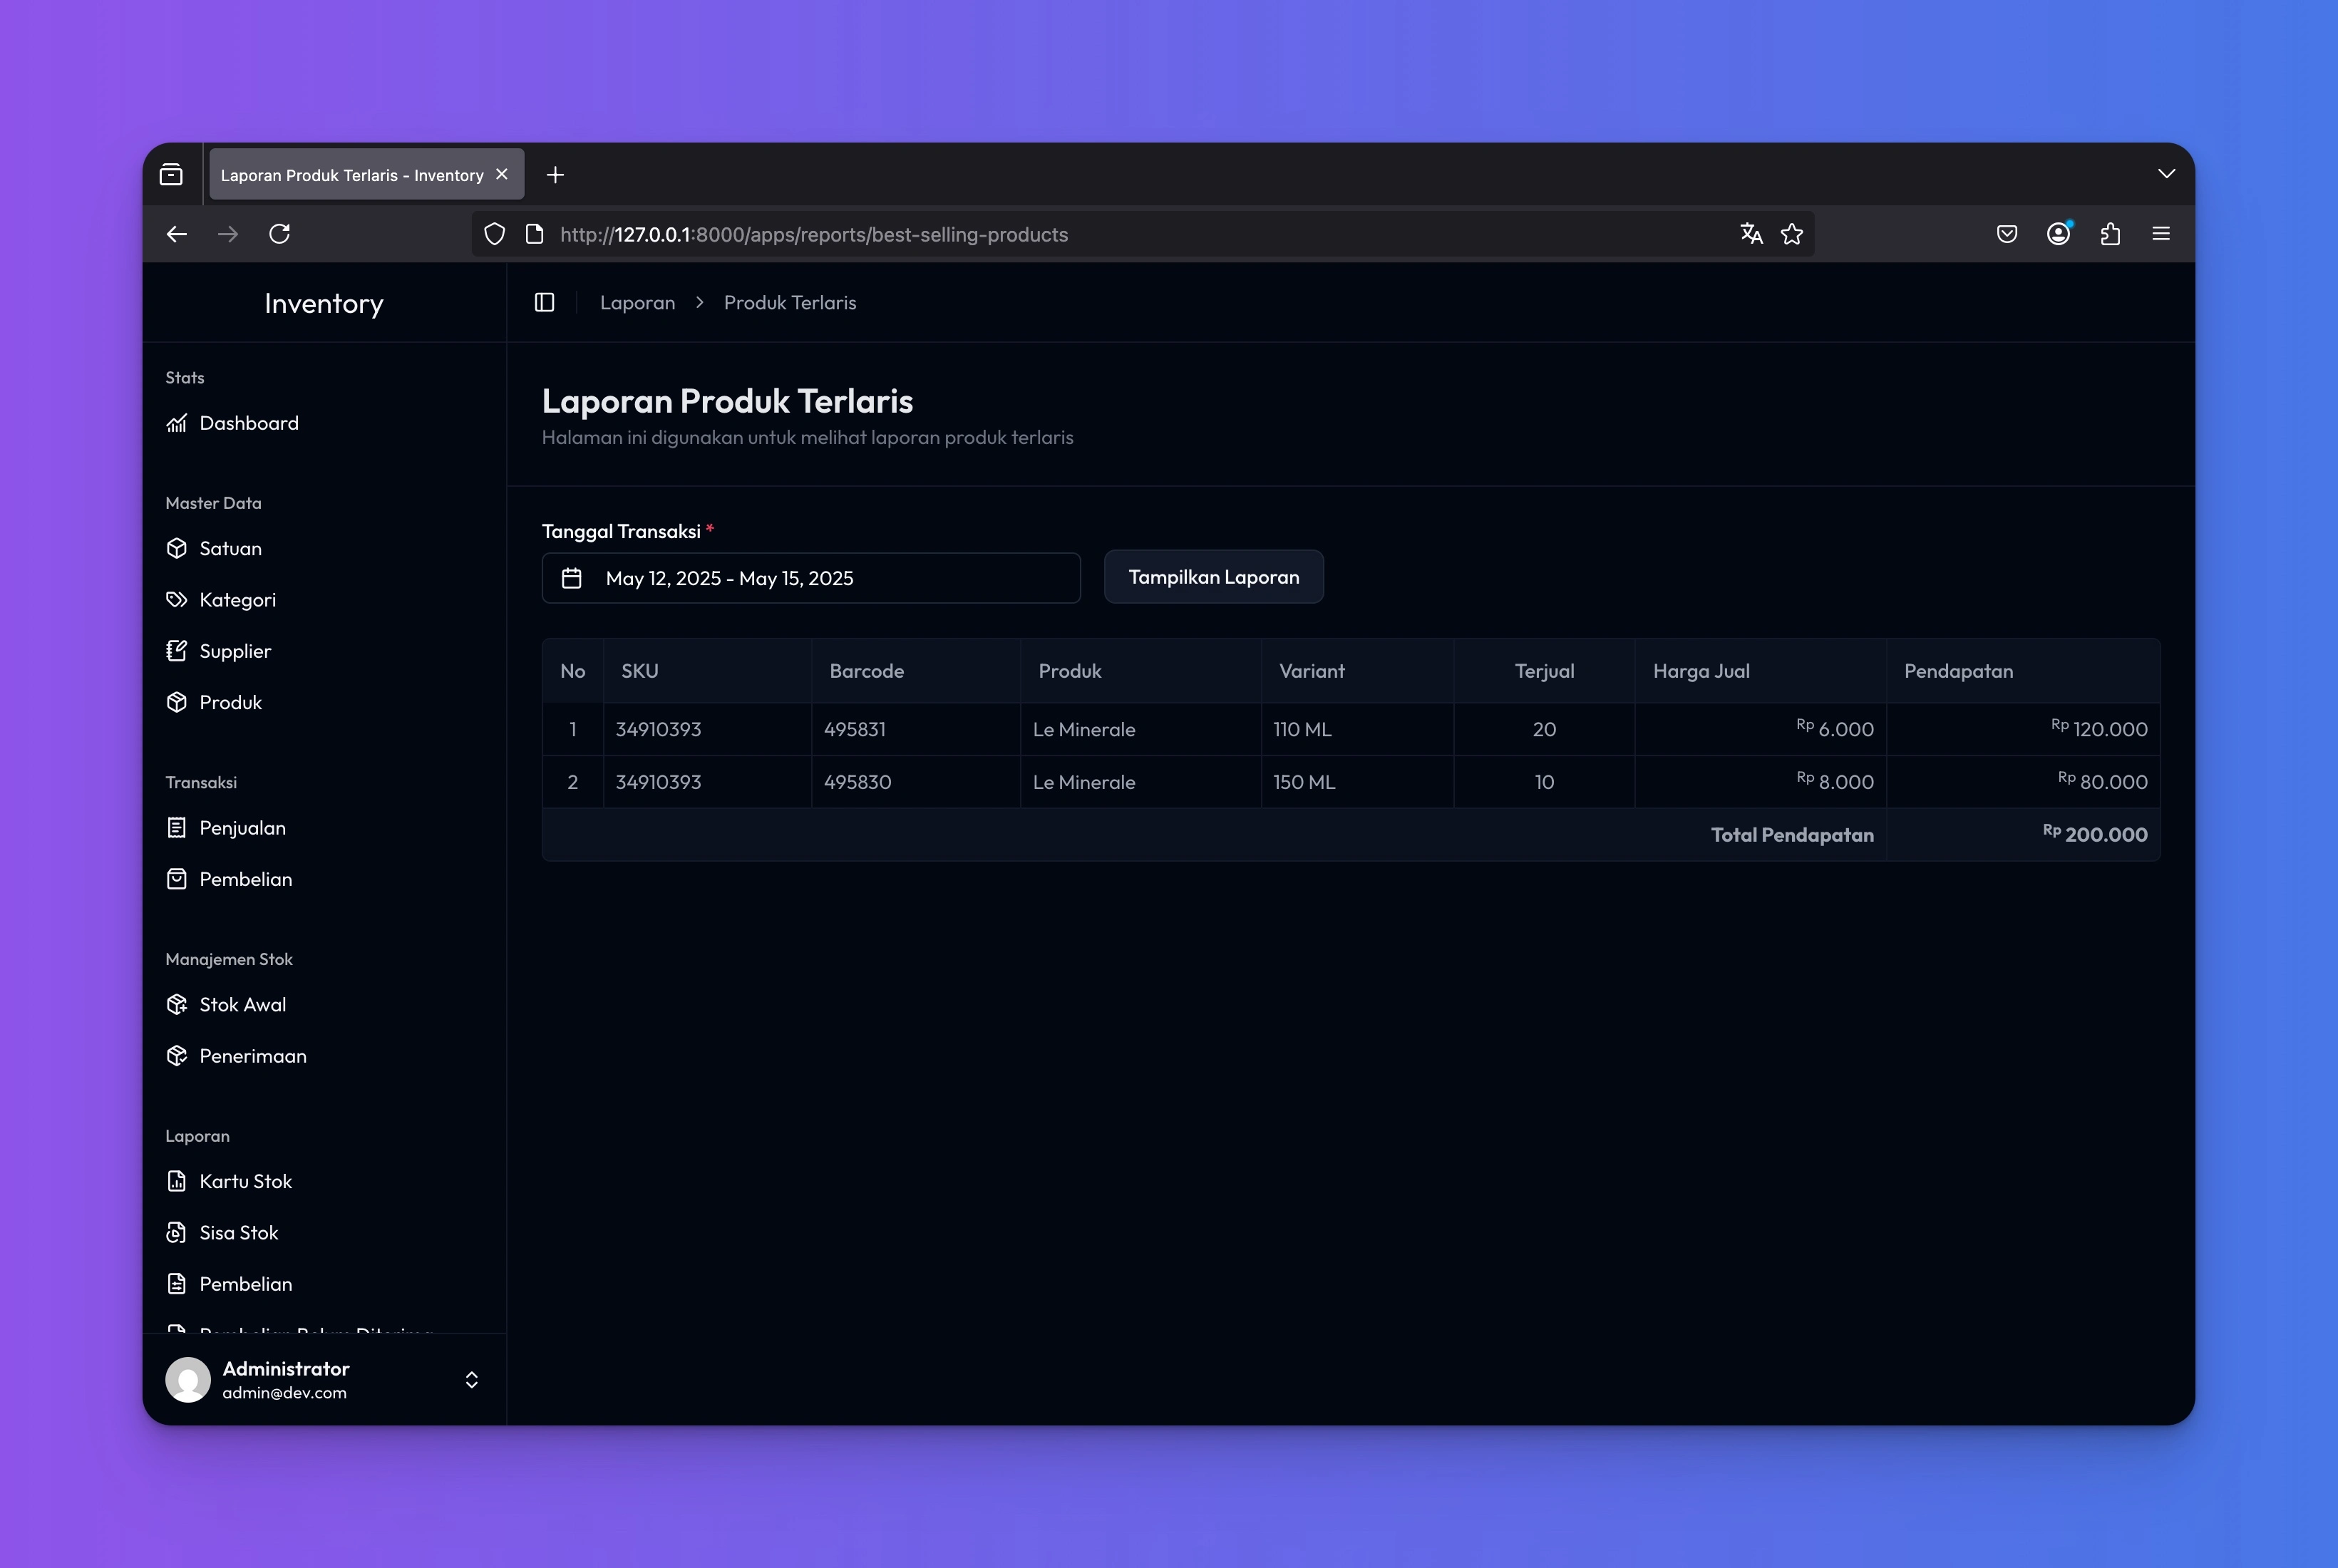 Laporan Produk Terlaris - Inventory
http://127.0.0.1:8000/apps/reports/best-selling-products
Inventory
Laporan > Produk Terlaris
Stats
Dashboard
Master Data
Satuan
Kategori
Supplier
Produk
Transaksi
Penjualan
Pembelian
Manajemen Stok
Stok Awal
Penerimaan
Laporan
Kartu Stok
Sisa Stok
Pembelian
Administrator
admin@dev.com
Laporan Produk Terlaris
Halaman ini digunakan untuk melihat laporan produk terlaris
Tanggal Transaksi *
May 12, 2025 - May 15, 2025
Tampilkan Laporan
No SKU Barcode Produk Variant Terjual Harga Jual Pendapatan
1 34910393 495831 Le Minerale 110 ML 20 Rp 6.000 Rp 120.000
2 34910393 495830 Le Minerale 150 ML 10 Rp 8.000 Rp 80.000
Total Pendapatan Rp 200.000